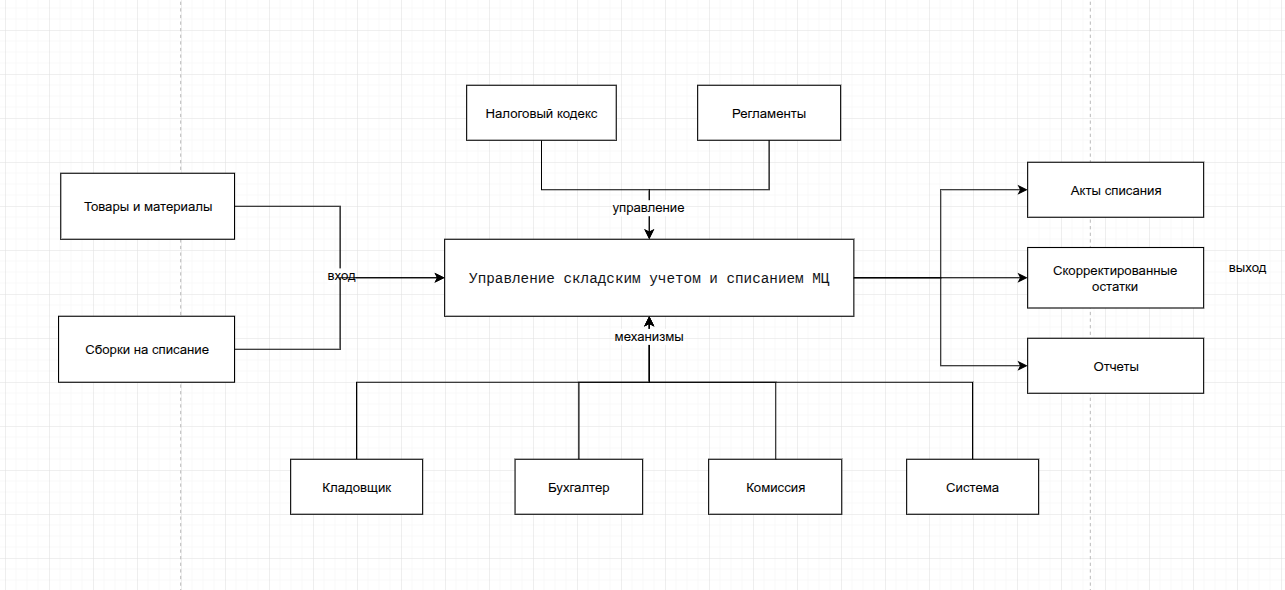 Налоговый кодекс
Регламенты
Товары и материалы
Акты списания
управление
вход
Управление складским учетом и списанием МЦ
Скорректированные
остатки
выход
механизмы
Сборки на списание
Отчеты
Кладовщик
Бухгалтер
Комиссия
Система